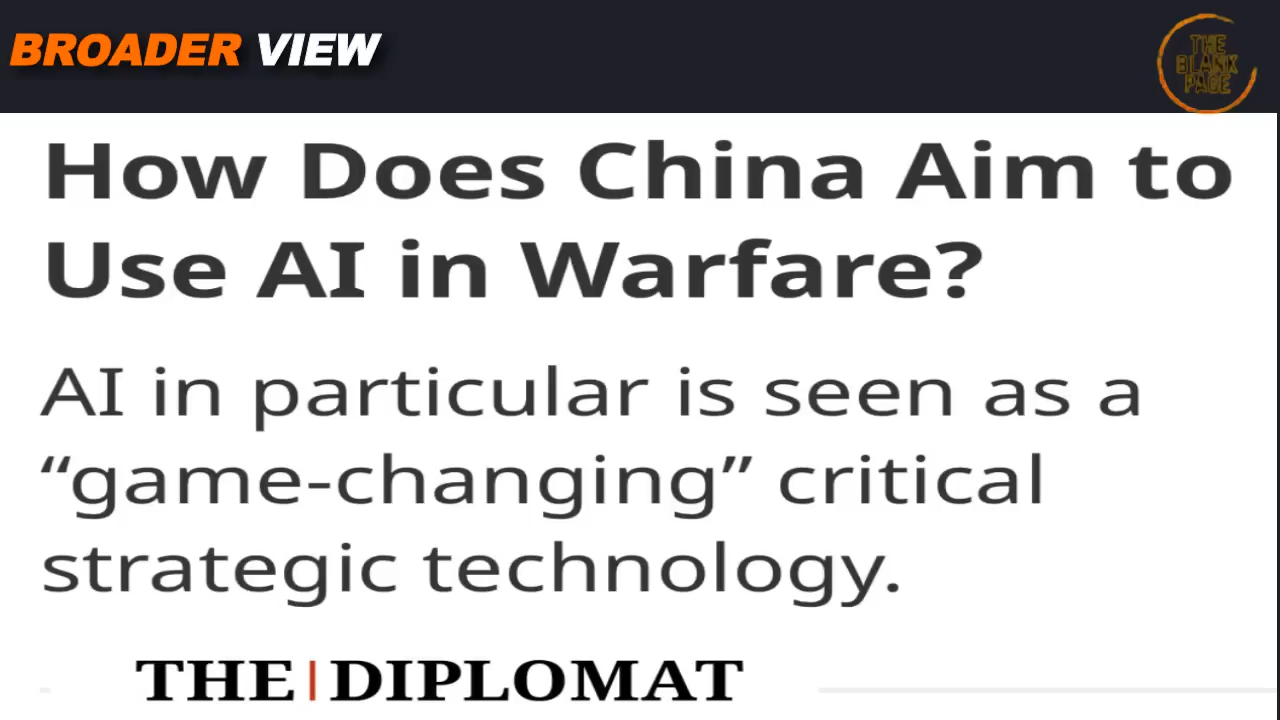 BROADER VIEW
THE
BLANK
PAGE
How Does China Aim to
Use AI in Warfare?
AI in particular is seen as a
“game-changing” critical
strategic technology.
THE|DIPLOMAT